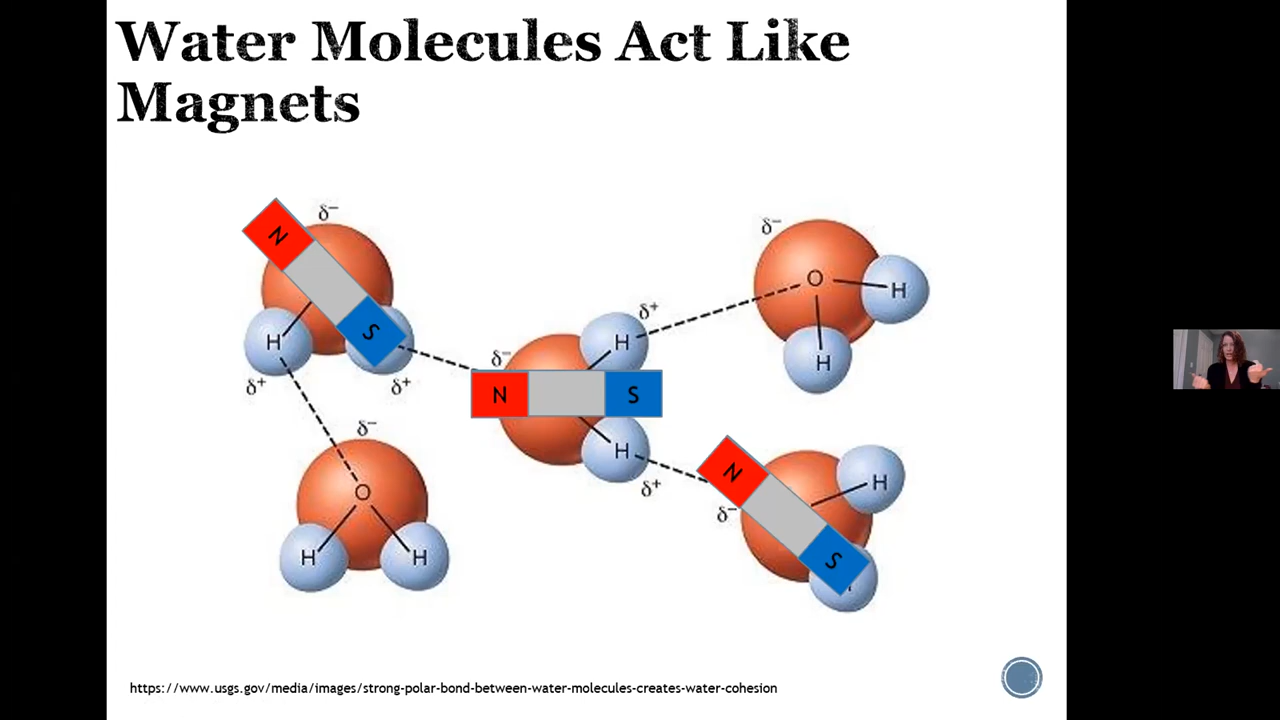 Water Molecules Act Like
Magnets
δ−
N
S
H
δ+
δ+
δ−
O
H
H
δ−
N
S
H
δ+
H
δ+
δ−
O
H
H
N
δ−
S
H
https://www.usgs.gov/media/images/strong-polar-bond-between-water-molecules-creates-water-cohesion